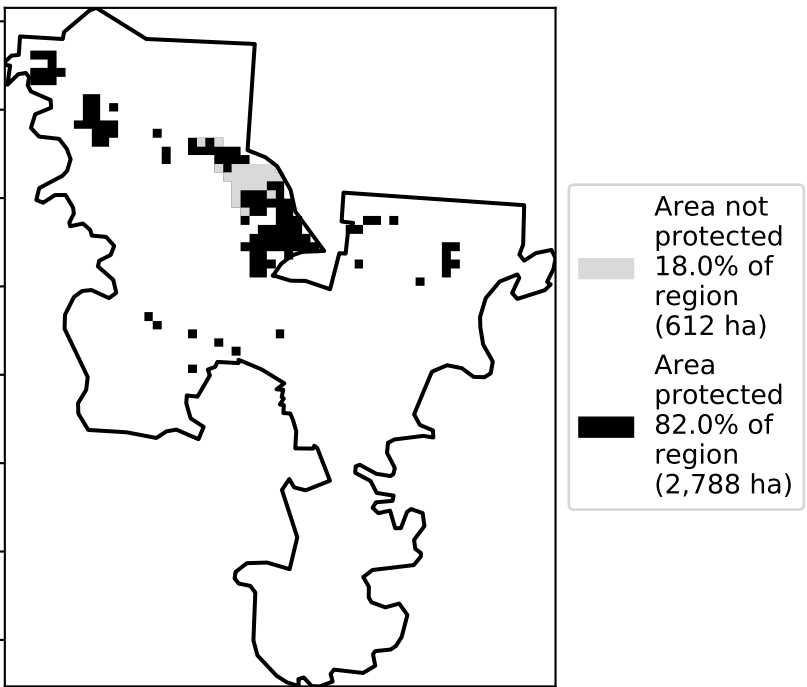 Area not
protected
18.0% of
region
(612 ha)
Area
protected
82.0% of
region
(2,788 ha)